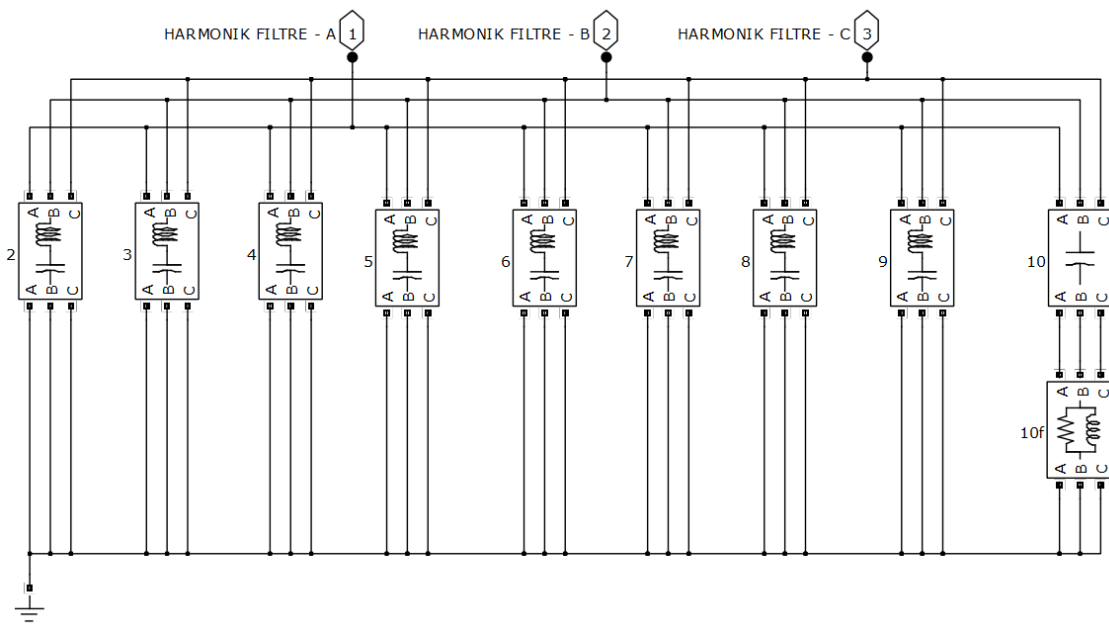 HARMONIK FILTRE - A 1 HARMONIK FILTRE - B 2 HARMONIK FILTRE - C 3
A B C A B C A B C A B C A B C A B C A B C A B C A B C
2 3 4 5 6 7 8 9 10
A B C A B C A B C A B C A B C A B C A B C A B C A B C
A B C
10f
A B C